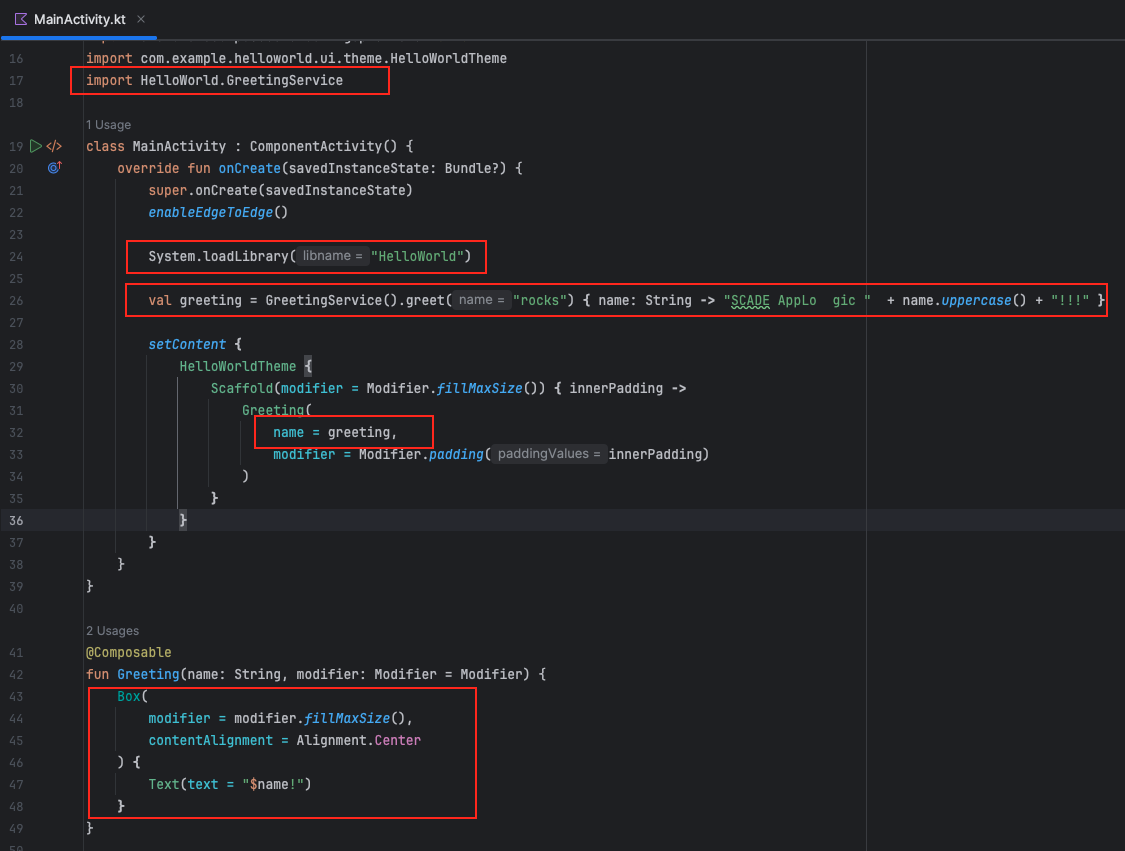 MainActivity.kt ×
16 import com.example.helloworld.ui.theme.HelloWorldTheme
17 import HelloWorld.GreetingService
18
1 Usage
19 class MainActivity : ComponentActivity() {
20     override fun onCreate(savedInstanceState: Bundle?) {
21         super.onCreate(savedInstanceState)
22         enableEdgeToEdge()
23
24         System.loadLibrary( libname = "HelloWorld")
25
26         val greeting = GreetingService().greet( name = "rocks") { name: String -> "SCADE AppLo  gic "  + name.uppercase() + "!!!" }
27
28         setContent {
29             HelloWorldTheme {
30                 Scaffold(modifier = Modifier.fillMaxSize()) { innerPadding ->
31                     Greeting(
32                         name = greeting,
33                         modifier = Modifier.padding( paddingValues = innerPadding)
34                     )
35                 }
36             }
37         }
38     }
39 }
40
2 Usages
41 @Composable
42 fun Greeting(name: String, modifier: Modifier = Modifier) {
43     Box(
44         modifier = modifier.fillMaxSize(),
45         contentAlignment = Alignment.Center
46     ) {
47         Text(text = "$name!")
48     }
49 }
50